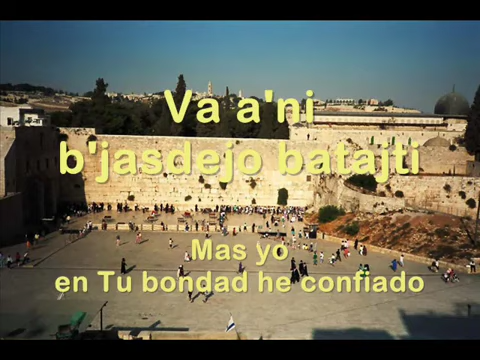 Va a'ni
b'jasdejo batajti
Mas yo
en Tu bondad he confiado